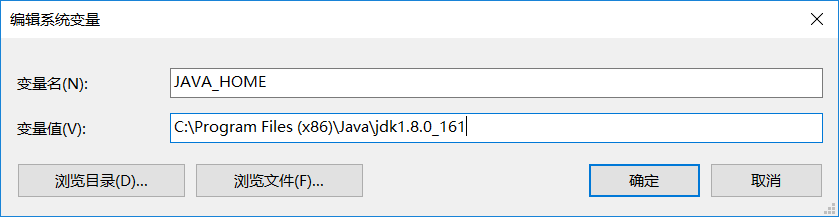 编辑系统变量
变量名(N): JAVA_HOME
变量值(V): C:\Program Files (x86)\Java\jdk1.8.0_161
浏览目录(D)... 浏览文件(F)... 确定 取消